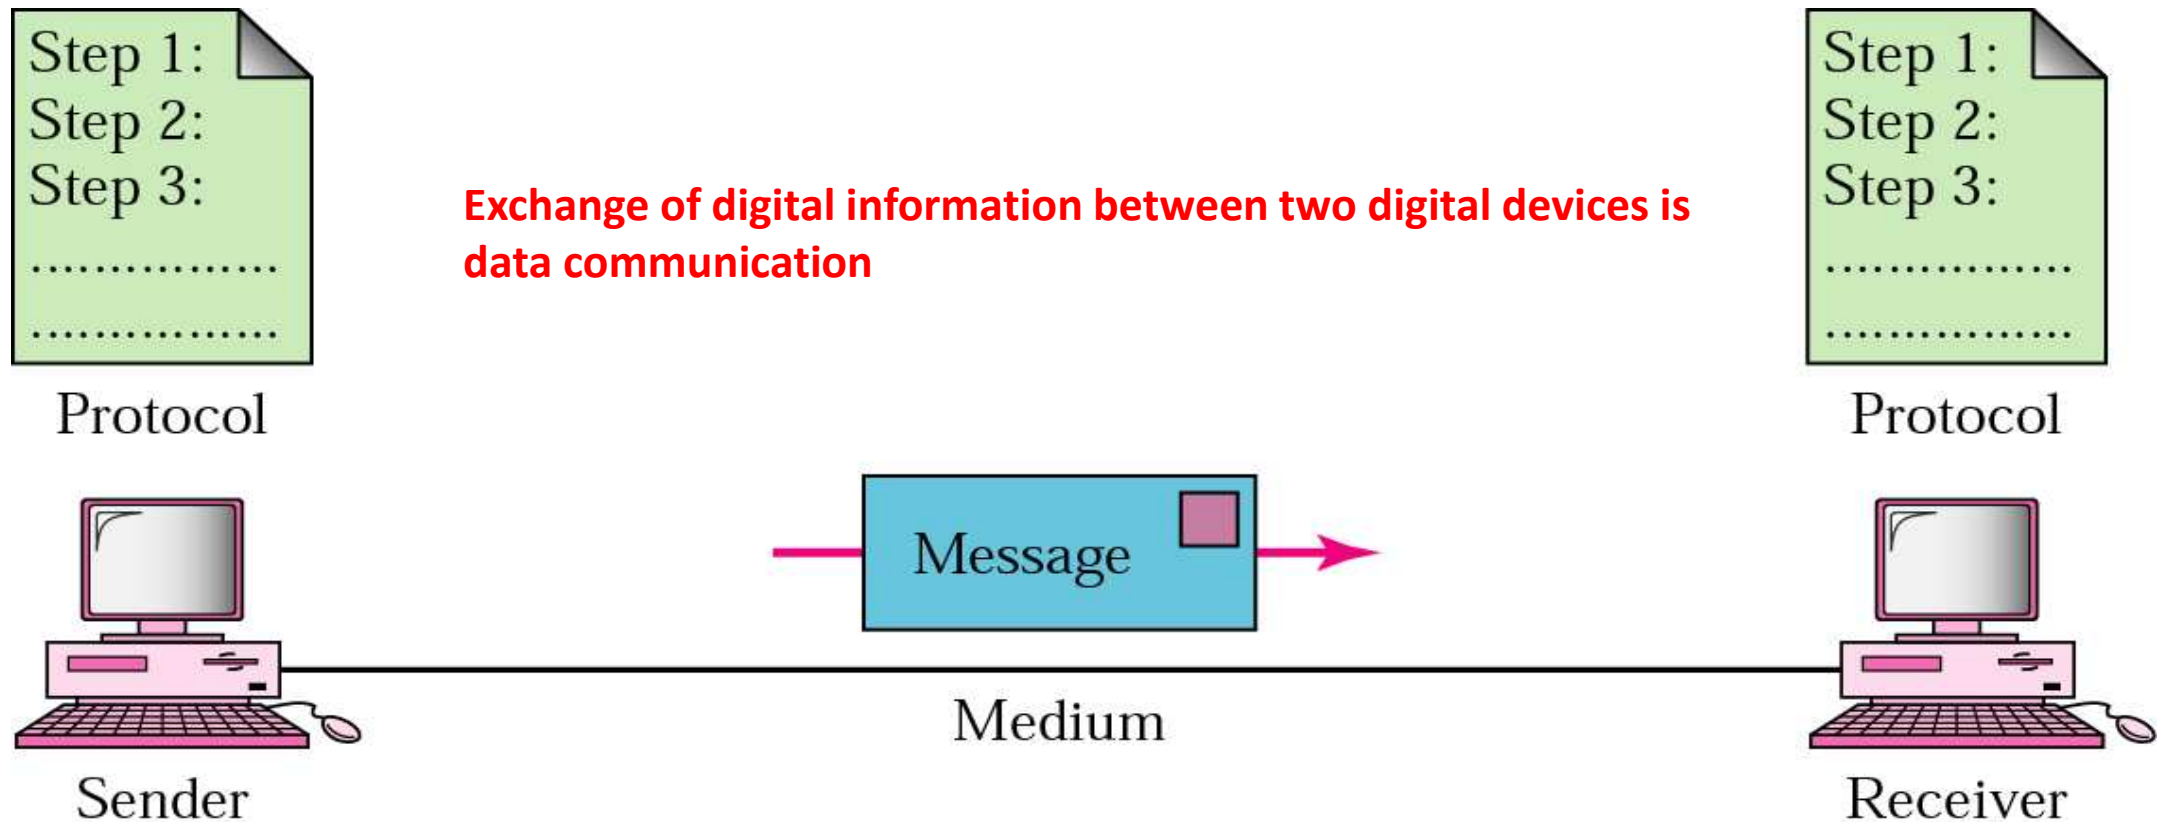 Step 1:
Step 2:
Step 3:
................
................
Protocol
Exchange of digital information between two digital devices is
data communication
Step 1:
Step 2:
Step 3:
................
................
Protocol
Message
Medium
Sender
Receiver